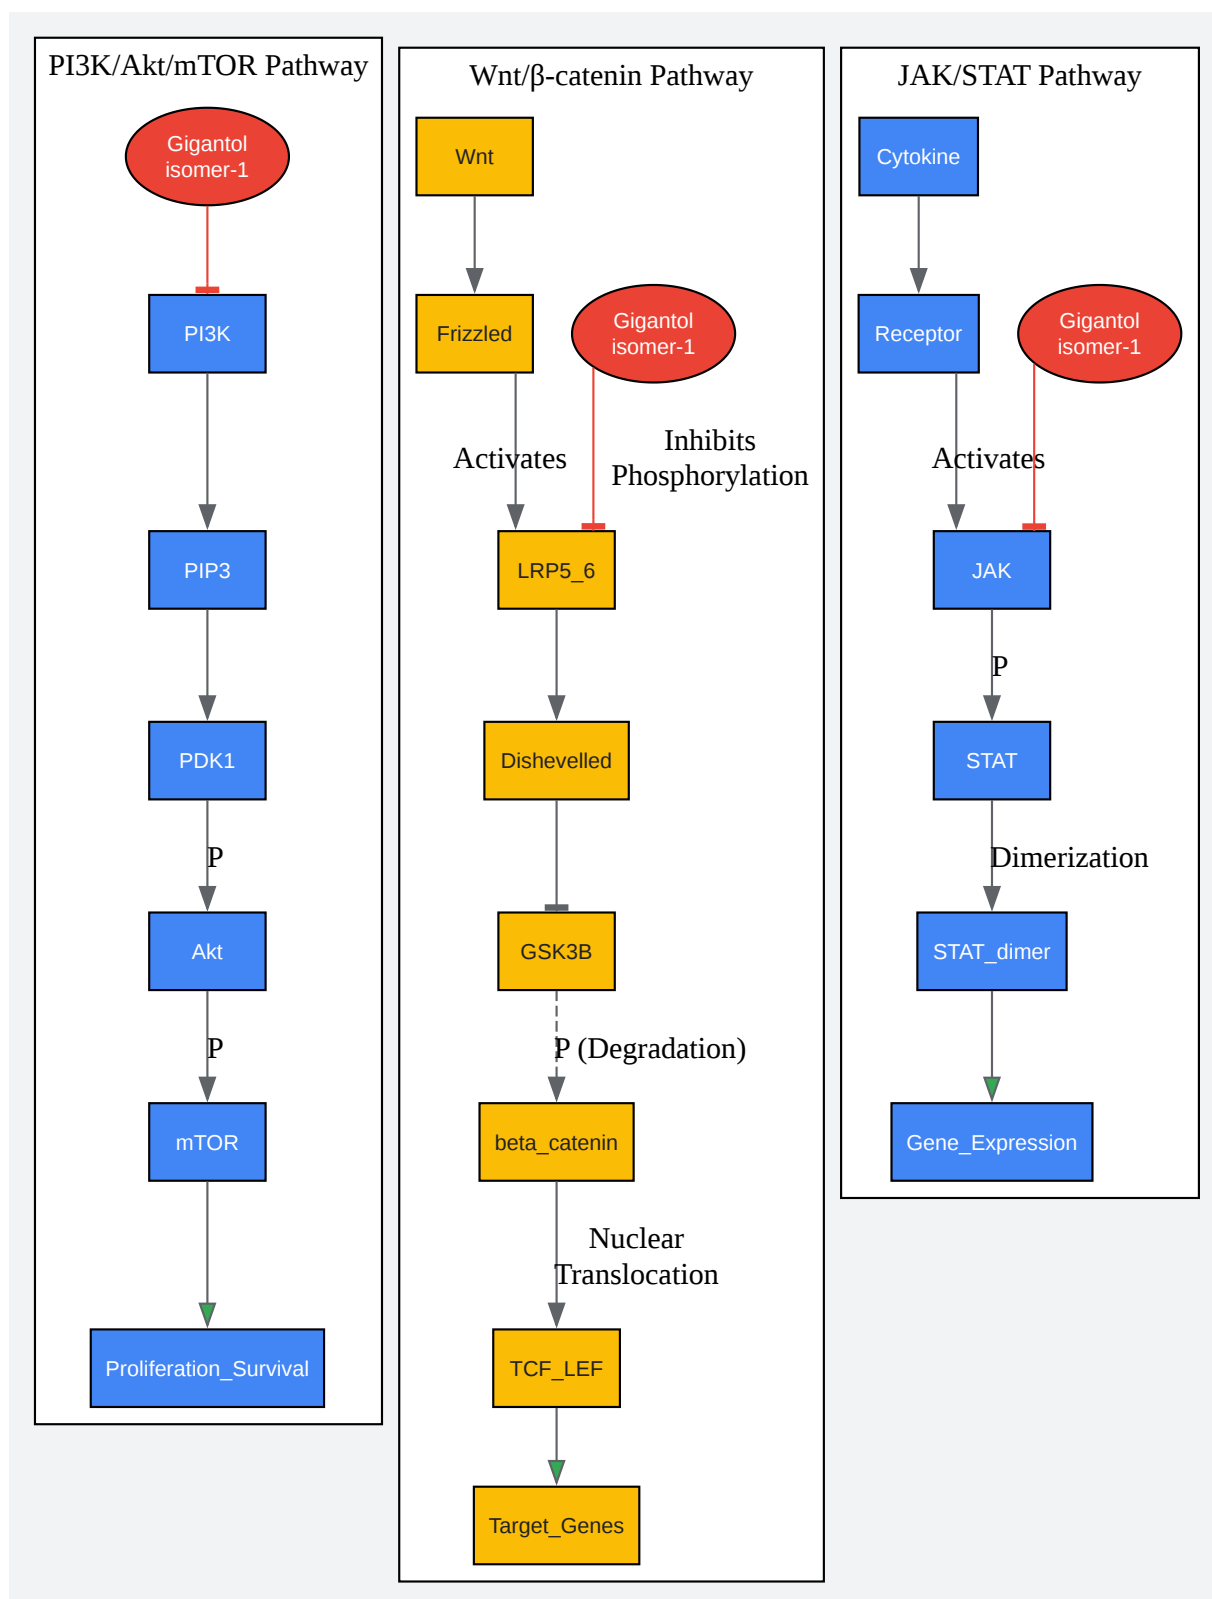 PI3K/Akt/mTOR Pathway
Gigantol
isomer-1
PI3K
PIP3
PDK1
P
Akt
P
mTOR
Proliferation_Survival
Wnt/β-catenin Pathway
Wnt
Frizzled
Gigantol
isomer-1
Activates
Inhibits
Phosphorylation
LRP5_6
Dishevelled
GSK3B
P (Degradation)
beta_catenin
Nuclear
Translocation
TCF_LEF
Target_Genes
JAK/STAT Pathway
Cytokine
Receptor
Gigantol
isomer-1
Activates
JAK
P
STAT
Dimerization
STAT_dimer
Gene_Expression